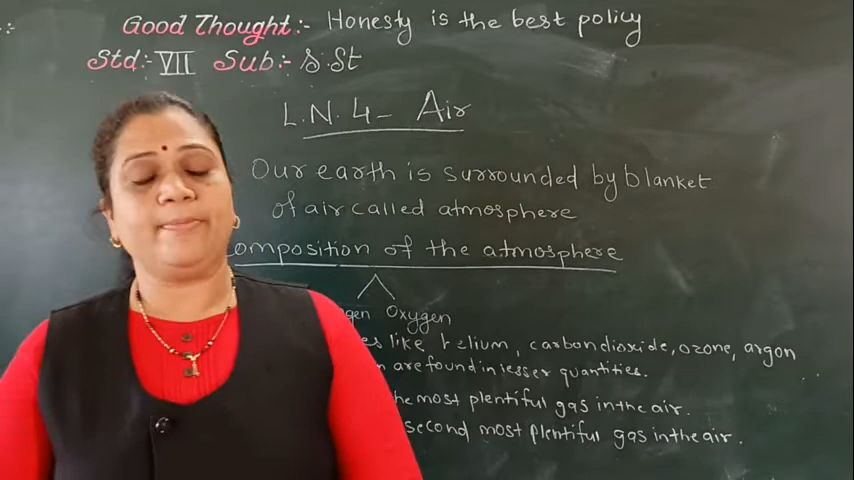 Good Thought:- Honesty is the best policy
Std:- VII Sub:- S.St
L.N.4- Air
Our earth is surrounded by blanket
of air called atmosphere
omposition of the atmosphere
gen Oxygen
es like helium, carbondioxide, ozone, argon
are found in lesser quantities.
he most plentiful gas in the air.
second most plentiful gas in the air.